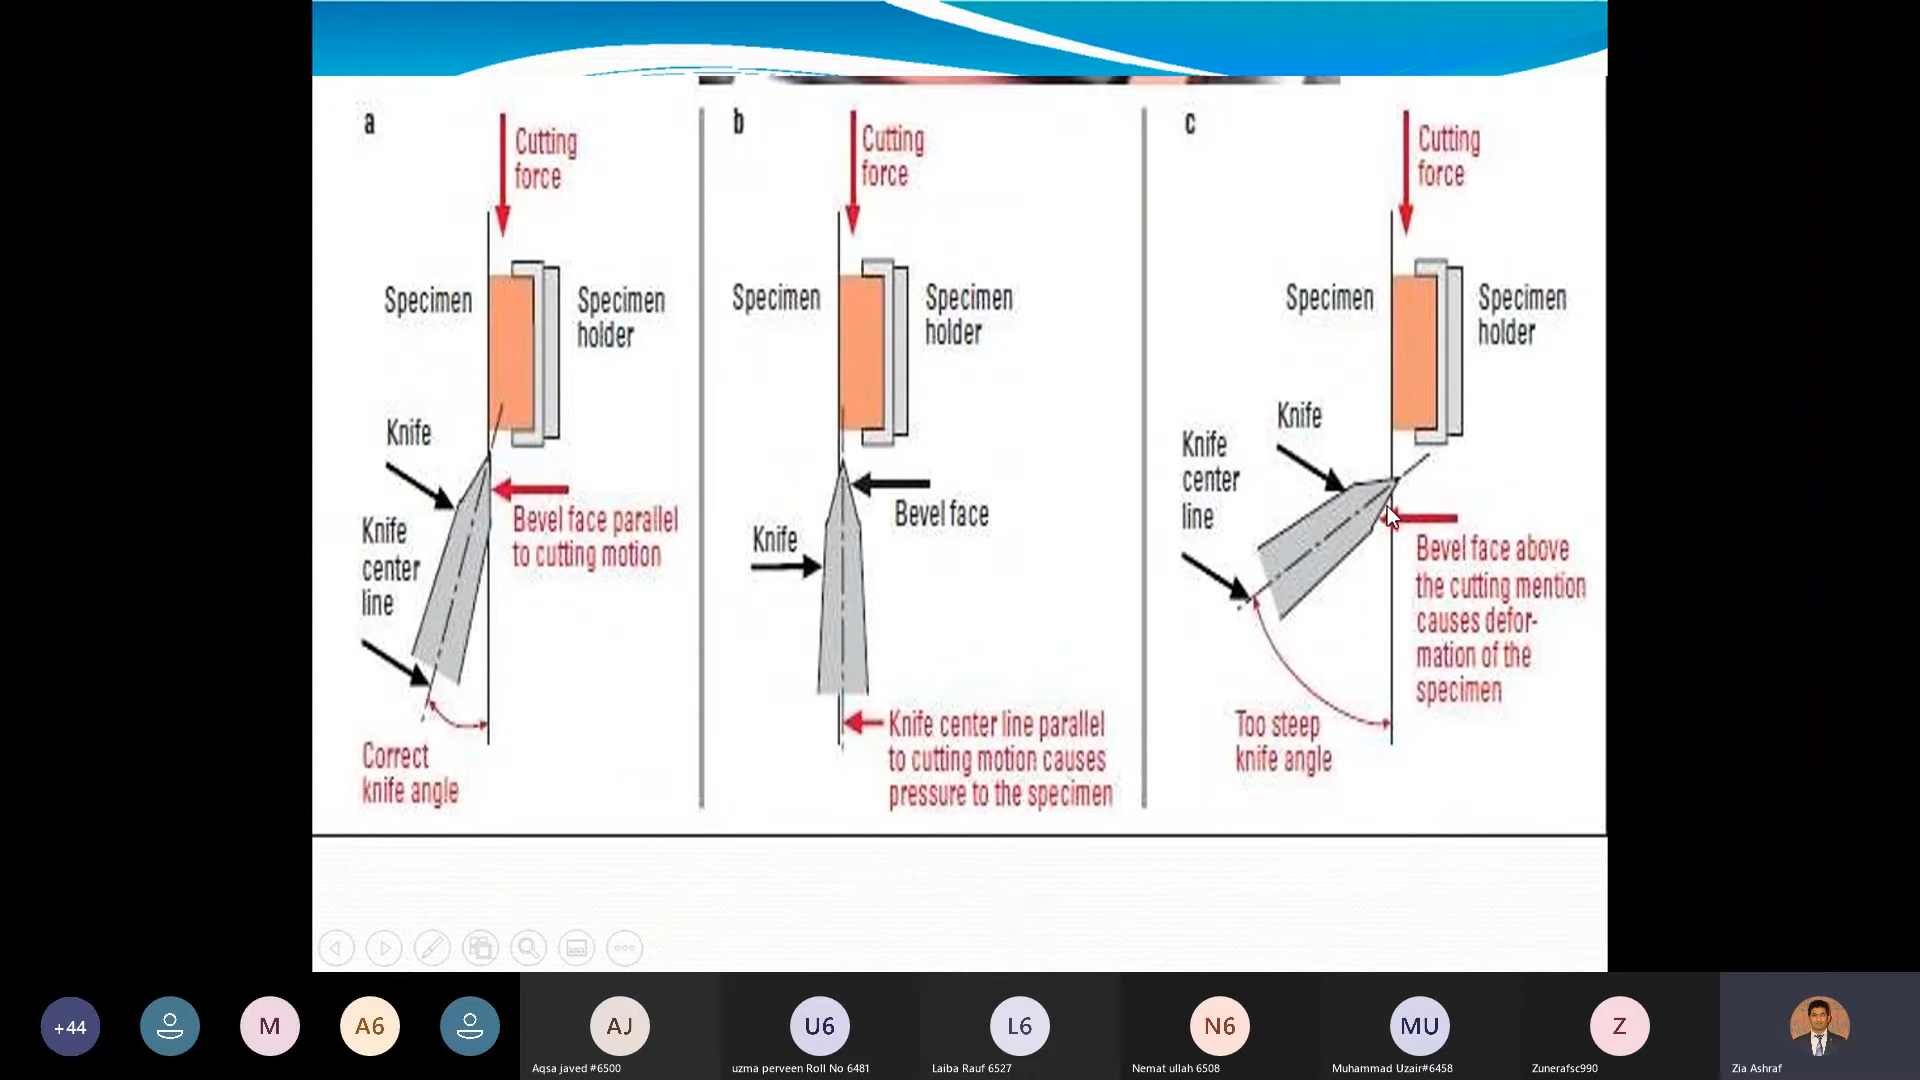 a
Cutting
force
Specimen
Specimen
holder
Knife
Knife
center
line
Bevel face parallel
to cutting motion
Correct
knife angle
b
Cutting
force
Specimen
Specimen
holder
Bevel face
Knife
Knife center line parallel
to cutting motion causes
pressure to the specimen
c
Cutting
force
Specimen
Specimen
holder
Knife
Knife
center
line
Bevel face above
the cutting mention
causes defor-
mation of the
specimen
Too steep
knife angle
+44
M
A6
AJ
Aqsa javed #6500
U6
uzma perveen Roll No 6481
L6
Laiba Rauf 6527
N6
Nemat ullah 6508
MU
Muhammad Uzair#6458
Z
Zunerafsc990
Zia Ashraf